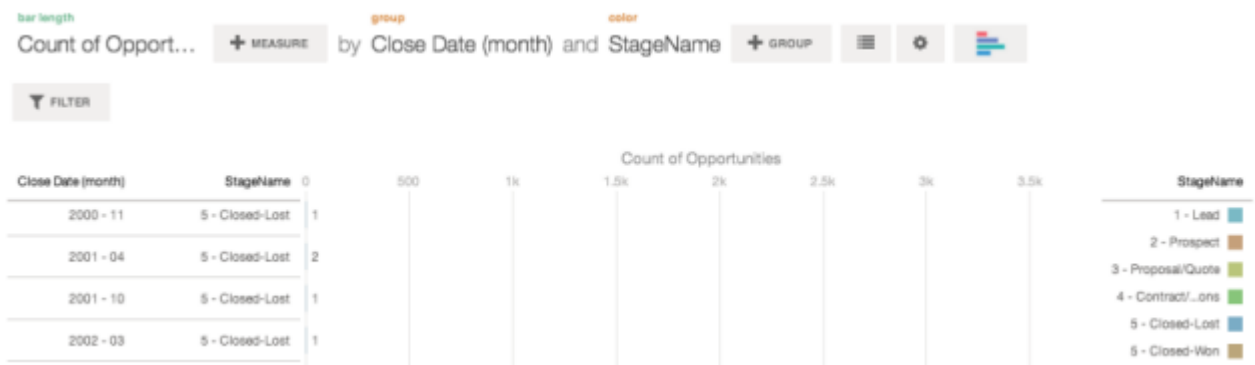 bar length group color
Count of Opport... + MEASURE by Close Date (month) and StageName + GROUP
FILTER
Count of Opportunities
Close Date (month) StageName 0 500 1k 1.5k 2k 2.5k 3k 3.5k StageName
2000 - 11 5 - Closed-Lost 1
2001 - 04 5 - Closed-Lost 2
2001 - 10 5 - Closed-Lost 1
2002 - 03 5 - Closed-Lost 1
1 - Lead
2 - Prospect
3 - Proposal/Quote
4 - Contract/...ons
5 - Closed-Lost
5 - Closed-Won